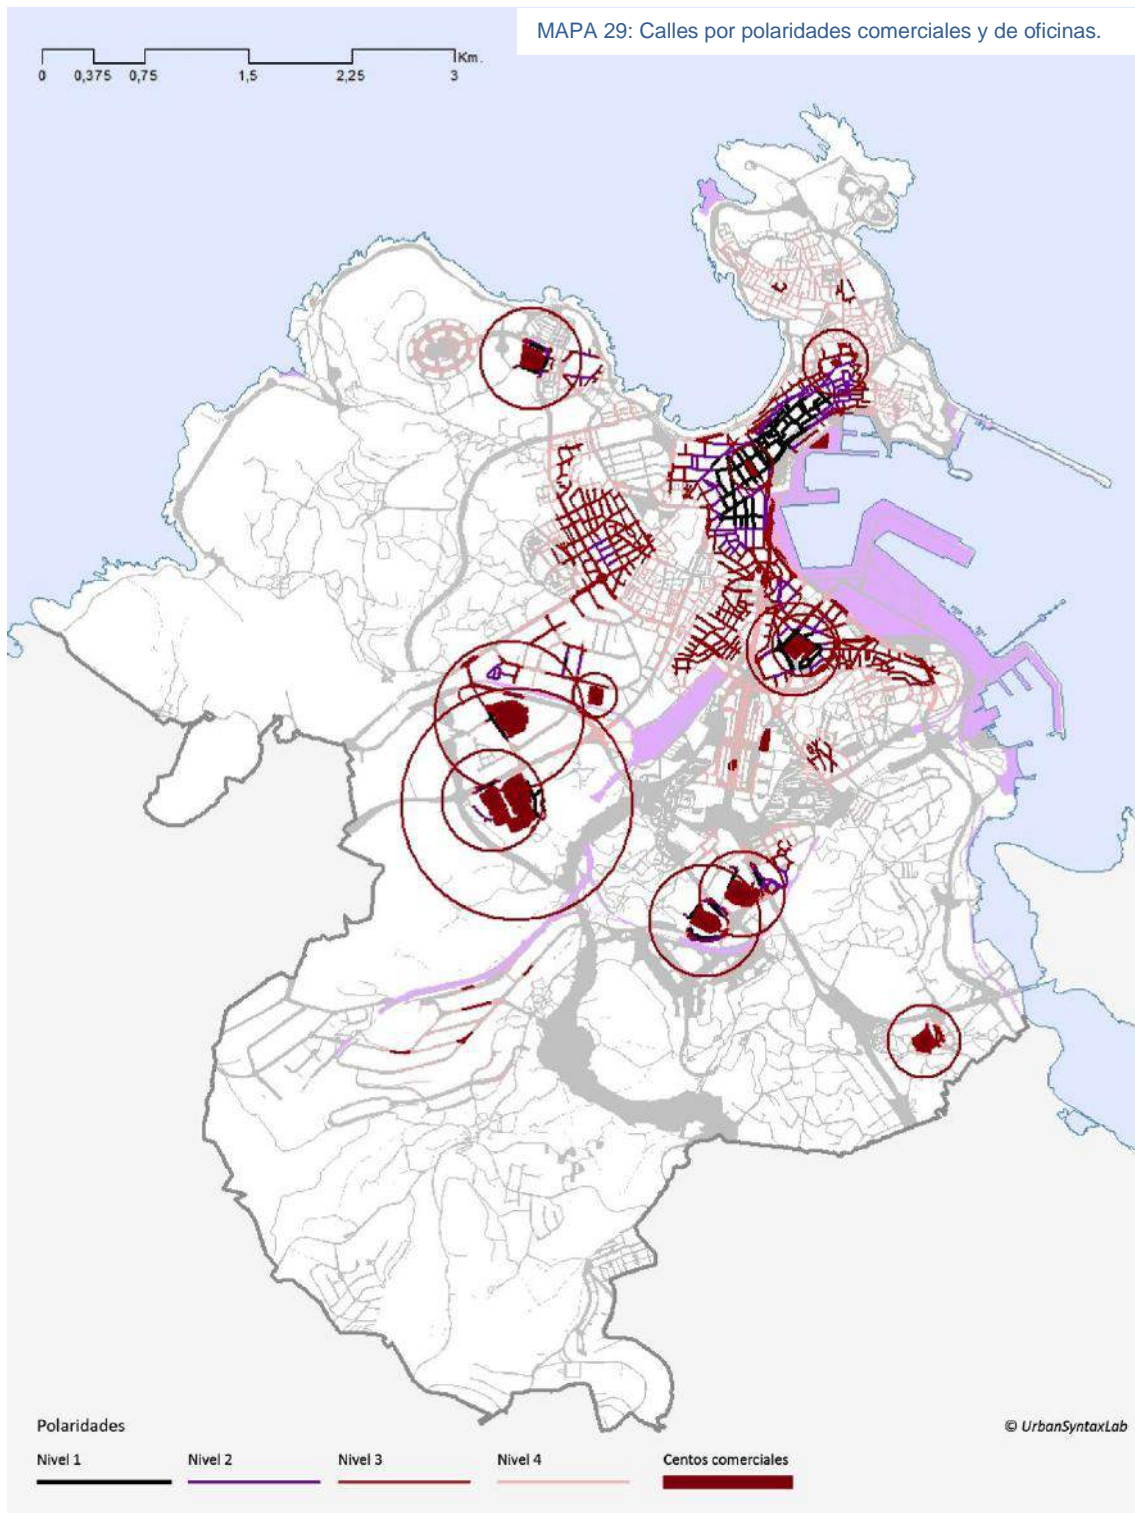 MAPA 29: Calles por polaridades comerciales y de oficinas.
Km.
0 0,375 0,75 1,5 2,25 3
Polaridades
© UrbanSyntaxLab
Nivel 1 Nivel 2 Nivel 3 Nivel 4 Centos comerciales